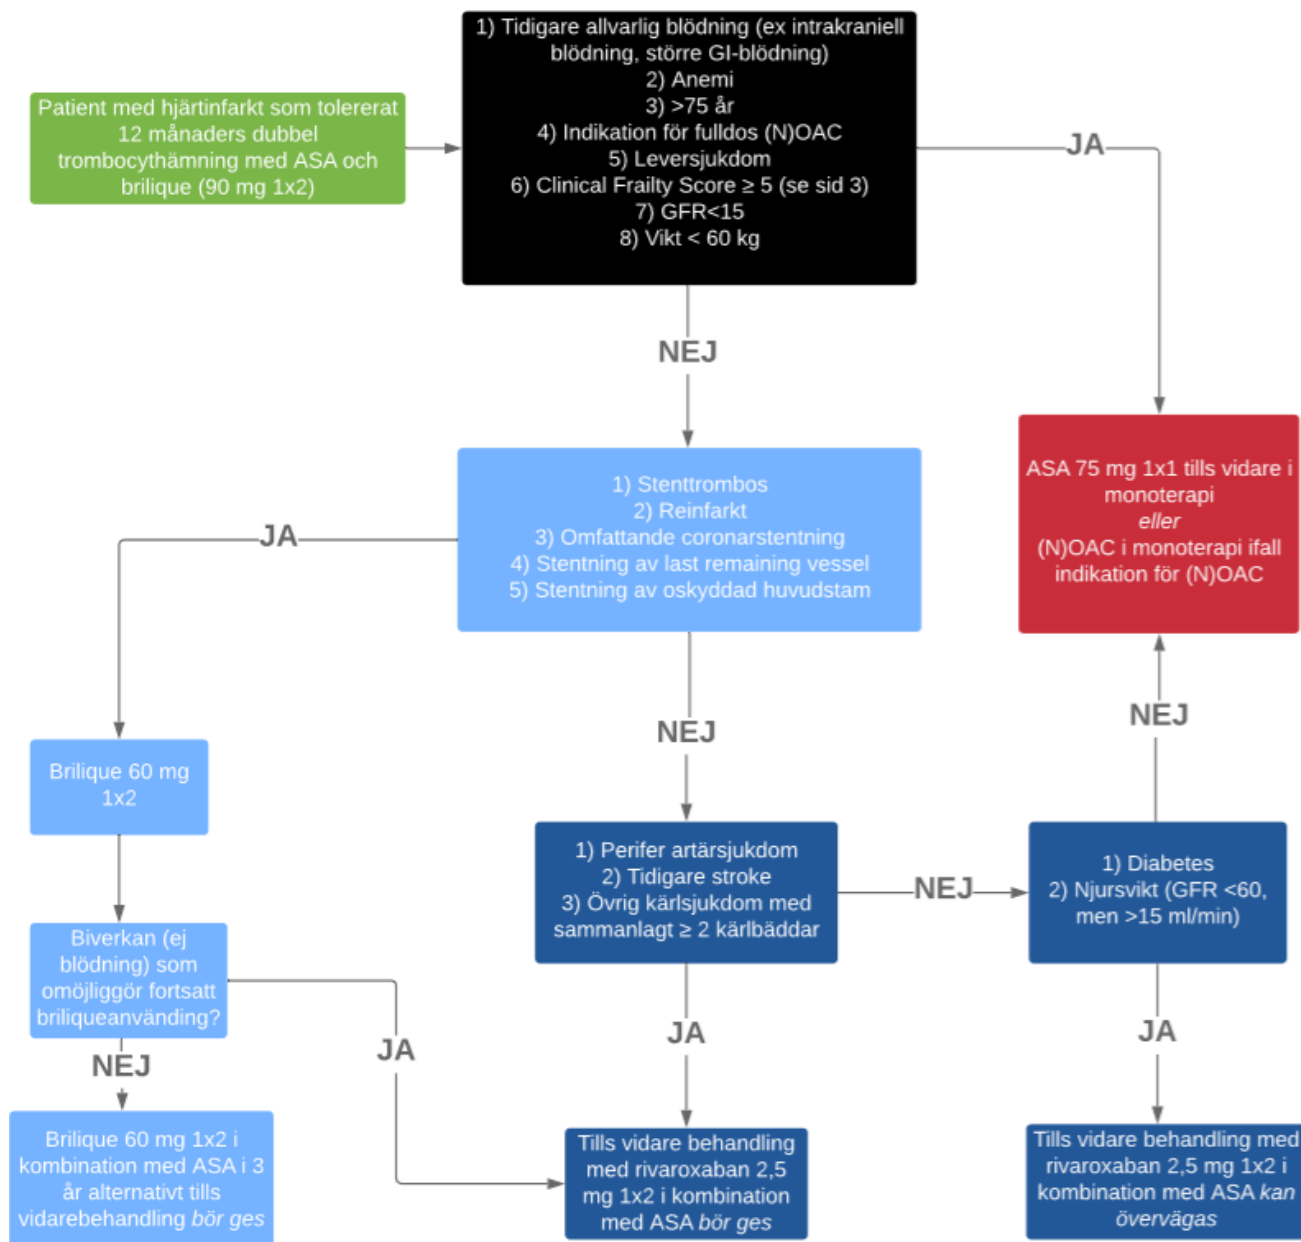 1) Tidigare allvarlig blödning (ex intrakraniell
blödning, större GI-blödning)
2) Anemi
3) >75 år
4) Indikation för fulldos (N)OAC
5) Leversjukdom
6) Clinical Frailty Score ≥ 5 (se sid 3)
7) GFR<15
8) Vikt < 60 kg
Patient med hjärtinfarkt som tolererat
12 månaders dubbel
trombocythämning med ASA och
brilique (90 mg 1x2)
JA
NEJ
ASA 75 mg 1x1 tills vidare i
monoterapi
eller
(N)OAC i monoterapi ifall
indikation för (N)OAC
1) Stenttrombos
2) Reinfarkt
3) Omfattande coronarstentning
4) Stentning av last remaining vessel
5) Stentning av oskyddad huvudstam
JA
NEJ
NEJ
Brilique 60 mg
1x2
1) Perifer artärsjukdom
2) Tidigare stroke
3) Övrig kärlsjukdom med
sammanlagt ≥ 2 kärlbäddar
NEJ
1) Diabetes
2) Njursvikt (GFR <60,
men >15 ml/min)
Biverkan (ej
blödning) som
omöjliggör fortsatt
briliqueanvänding?
NEJ
JA
JA
JA
Brilique 60 mg 1x2 i
kombination med ASA i 3
år alternativt tills
vidarebehandling bör ges
Tills vidare behandling
med rivaroxaban 2,5
mg 1x2 i kombination
med ASA bör ges
Tills vidare behandling med
rivaroxaban 2,5 mg 1x2 i
kombination med ASA kan
övervägas